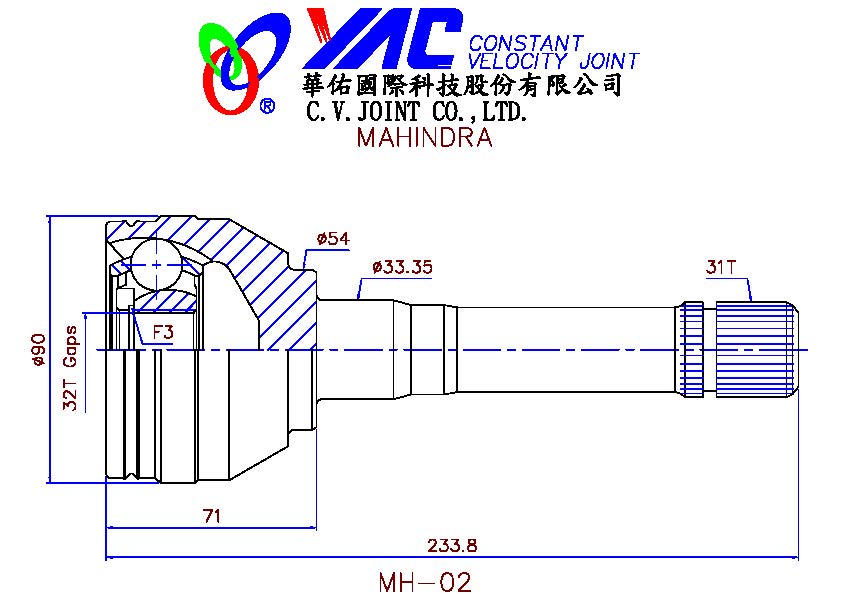 YAC CONSTANT
VELOCITY JOINT
®
華佑國際科技股份有限公司
C.V.JOINT CO.,LTD.
MAHINDRA
ø54
ø33.35
31T
F3
ø90
32T Gaps
71
233.8
MH-02